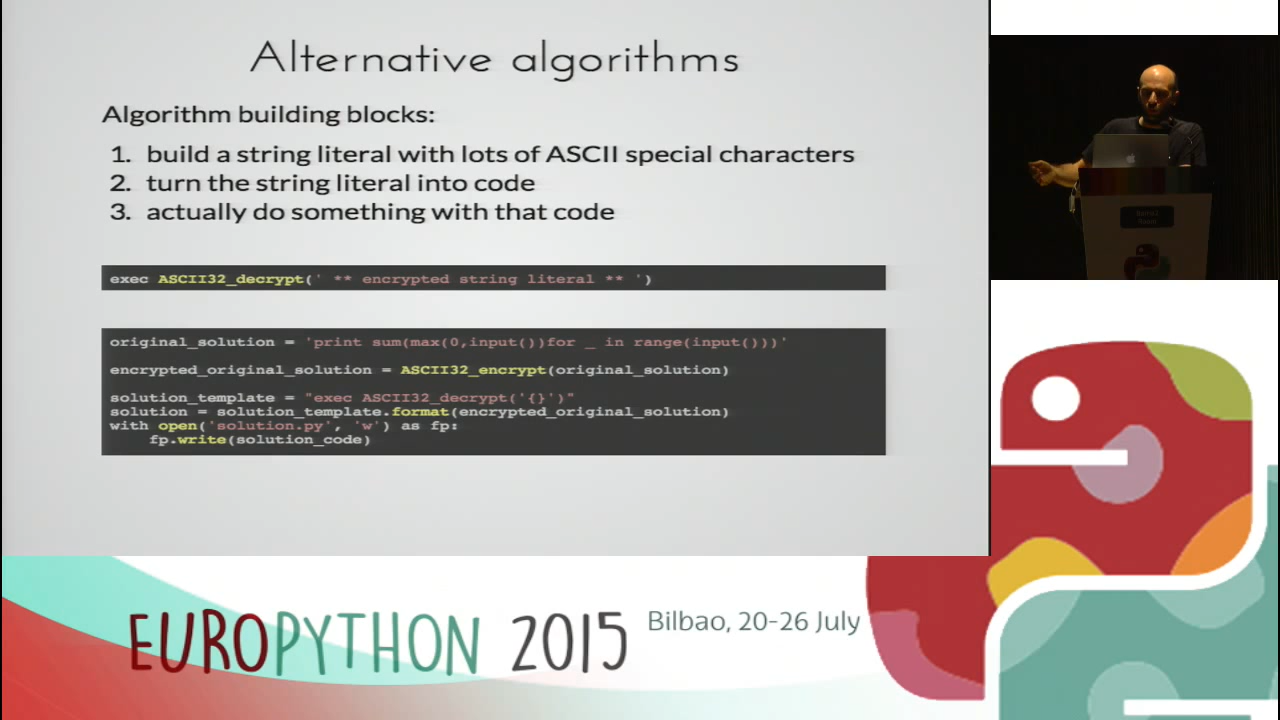 Alternative algorithms
Algorithm building blocks:
1. build a string literal with lots of ASCII special characters
2. turn the string literal into code
3. actually do something with that code
exec ASCII32_decrypt(' ** encrypted string literal ** ')
original_solution = 'print sum(max(0,input())for _ in range(input()))'
encrypted_original_solution = ASCII32_encrypt(original_solution)
solution_template = "exec ASCII32_decrypt('{}')"
solution = solution_template.format(encrypted_original_solution)
with open('solution.py', 'w') as fp:
    fp.write(solution_code)
EUROPYTHON 2015
Bilbao, 20-26 July